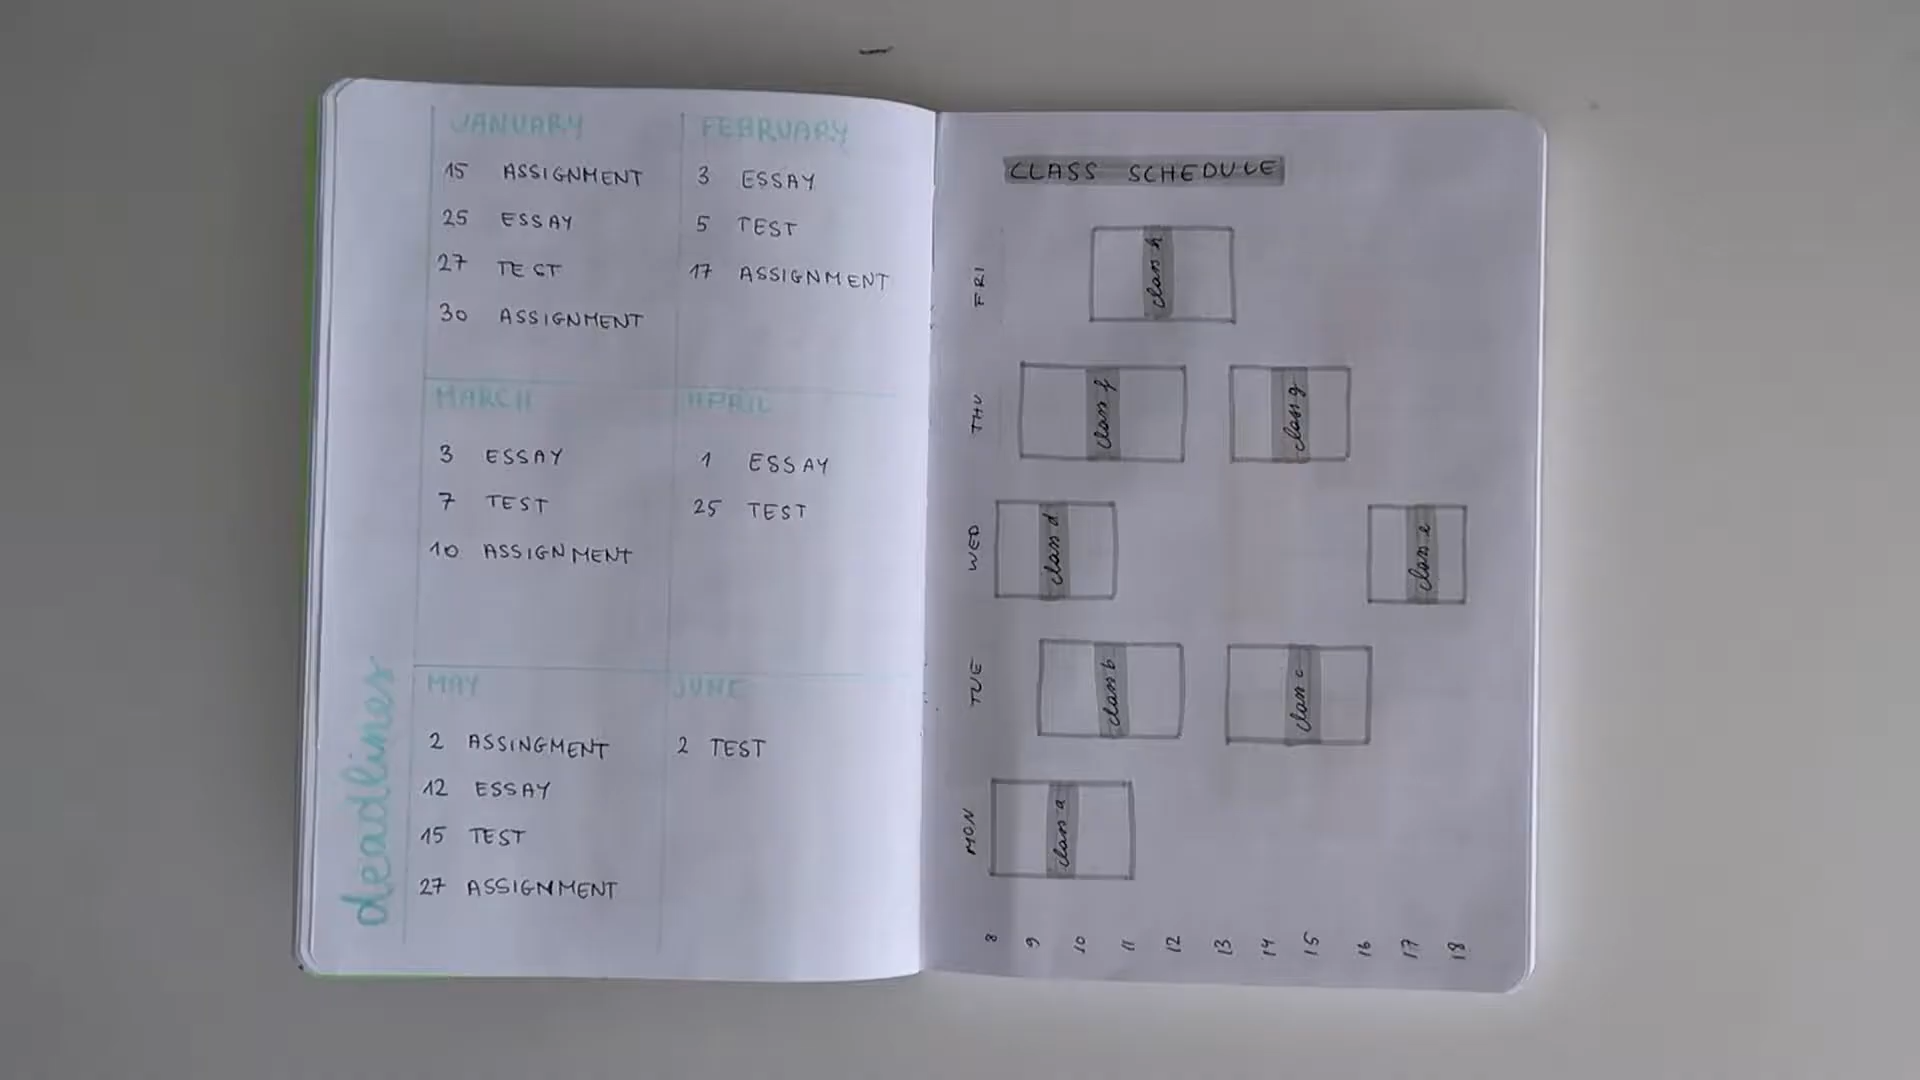 JANUARY
15 ASSIGNMENT
25 ESSAY
27 TEST
30 ASSIGNMENT
FEBRUARY
3 ESSAY
5 TEST
17 ASSIGNMENT
MARCH
3 ESSAY
7 TEST
10 ASSIGNMENT
APRIL
1 ESSAY
25 TEST
MAY
2 ASSINGMENT
12 ESSAY
15 TEST
27 ASSIGNMENT
JUNE
2 TEST
deadlines
CLASS SCHEDULE
FRI
class h
THU
class f
class g
WED
class d
class e
TUE
class b
class c
MON
class a
8 9 10 11 12 13 14 15 16 17 18